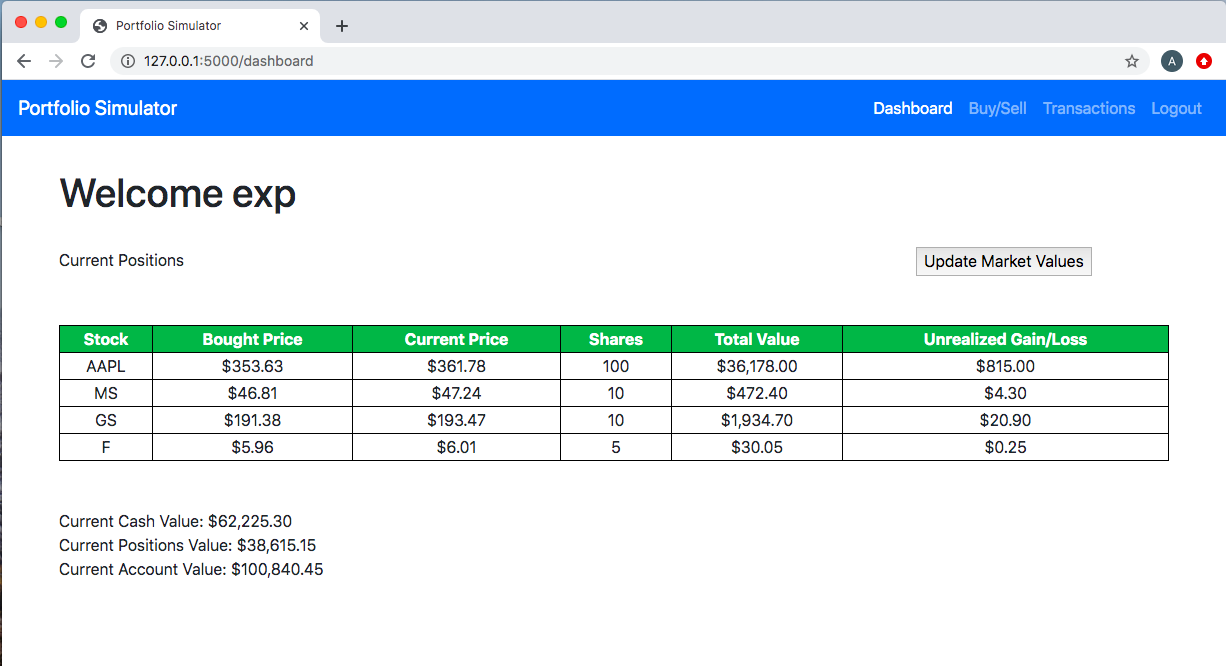 Portfolio Simulator
127.0.0.1:5000/dashboard
A
Portfolio Simulator Dashboard Buy/Sell Transactions Logout
Welcome exp
Current Positions Update Market Values
Stock Bought Price Current Price Shares Total Value Unrealized Gain/Loss
AAPL $353.63 $361.78 100 $36,178.00 $815.00
MS $46.81 $47.24 10 $472.40 $4.30
GS $191.38 $193.47 10 $1,934.70 $20.90
F $5.96 $6.01 5 $30.05 $0.25
Current Cash Value: $62,225.30
Current Positions Value: $38,615.15
Current Account Value: $100,840.45